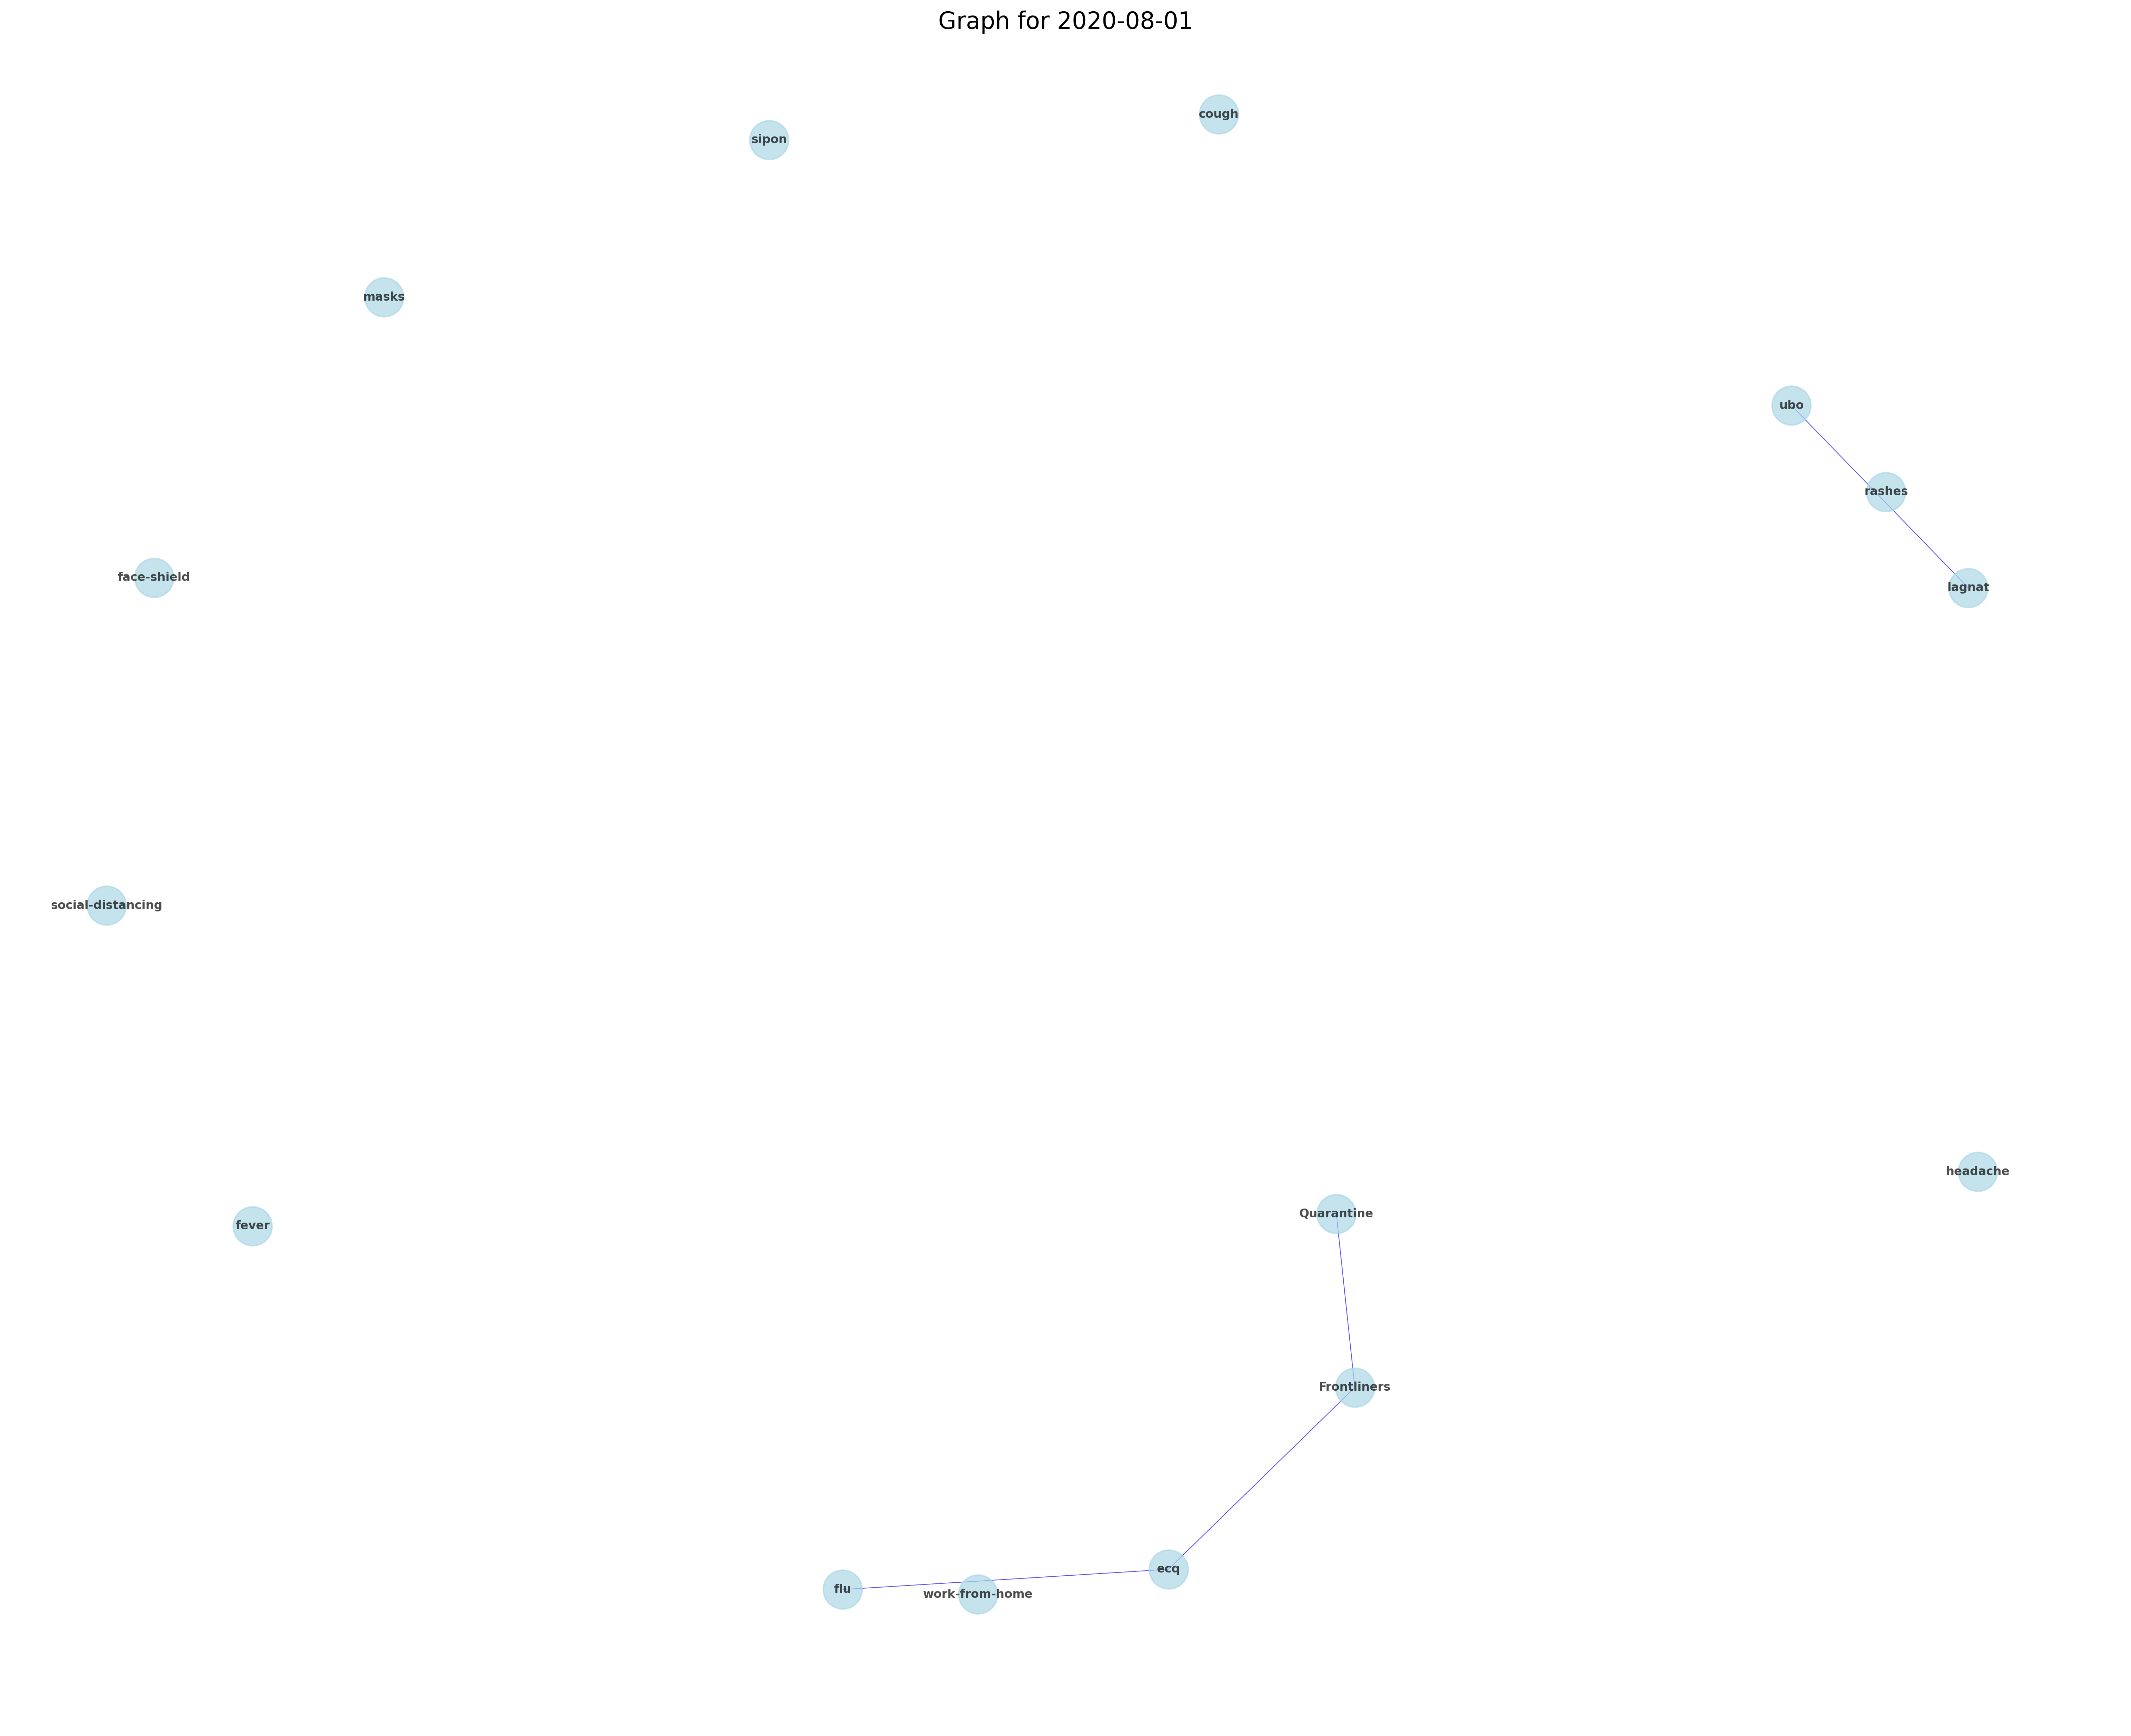 Graph for 2020-08-01
cough
sipon
masks
ubo
rashes
face-shield
lagnat
social-distancing
headache
Quarantine
fever
Frontliners
ecq
flu
work-from-home